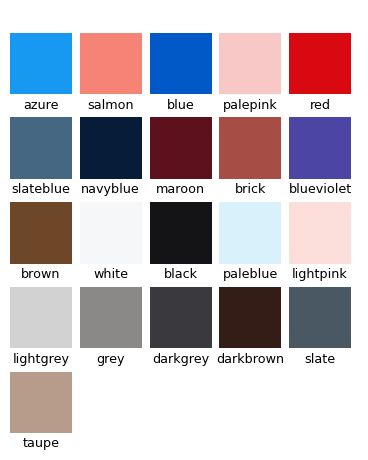 azure salmon blue palepink red
slateblue navyblue maroon brick blueviolet
brown white black paleblue lightpink
lightgrey grey darkgrey darkbrown slate
taupe